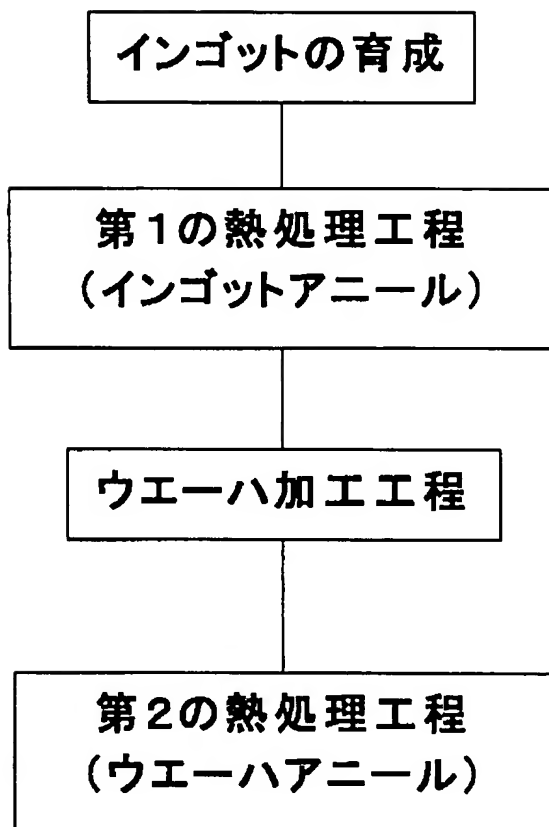 インゴットの育成
第1の熱処理工程
(インゴットアニール)
ウエーハ加工工程
第2の熱処理工程
(ウエーハアニール)